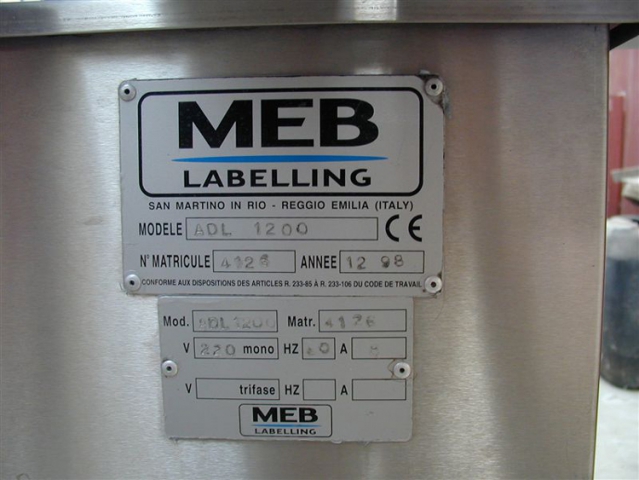 MEB
LABELLING
SAN MARTINO IN RIO - REGGIO EMILIA (ITALY)
MODELE ADL 1200 CE
N° MATRICULE ANNEE 12 98
CONFORME AUX DISPOSITIONS DES ARTICLES R. 233-85 À R. 233-106 DU CODE DE TRAVAIL
Mod. ADL1200 Matr.
V 220 mono HZ A
V trifase HZ A
MEB
LABELLING